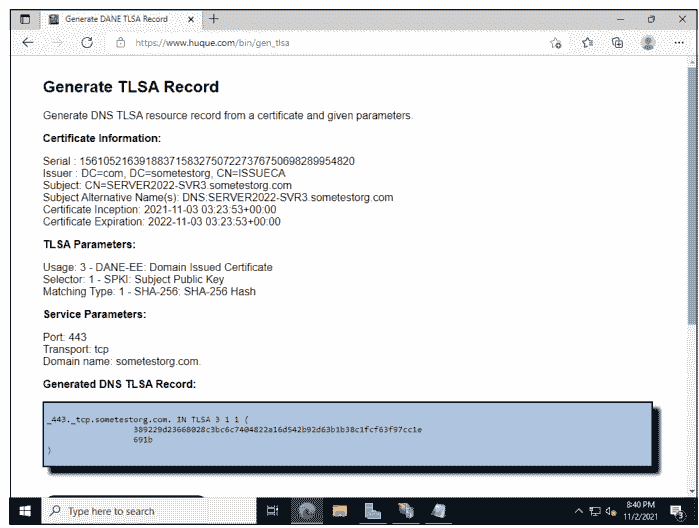 Generate DANE TLSA Record
https://www.huque.com/bin/gen_tlsa
Generate TLSA Record
Generate DNS TLSA resource record from a certificate and given parameters.
Certificate Information:
Serial : 1561052163918837158327507227376750698289954820
Issuer : DC=com, DC=sometestorg, CN=ISSUECA
Subject: CN=SERVER2022-SVR3.sometestorg.com
Subject Alternative Name(s): DNS:SERVER2022-SVR3.sometestorg.com
Certificate Inception: 2021-11-03 03:23:53+00:00
Certificate Expiration: 2022-11-03 03:23:53+00:00
TLSA Parameters:
Usage: 3 - DANE-EE: Domain Issued Certificate
Selector: 1 - SPKI: Subject Public Key
Matching Type: 1 - SHA-256: SHA-256 Hash
Service Parameters:
Port: 443
Transport: tcp
Domain name: sometestorg.com.
Generated DNS TLSA Record:
_443._tcp.sometestorg.com. IN TLSA 3 1 1 (
389229d23668028c3bc6c7404822a16d542b92d63b1b38c1fcf63f97cc1e
691b
)
Type here to search
8:40 PM
11/2/2021
3